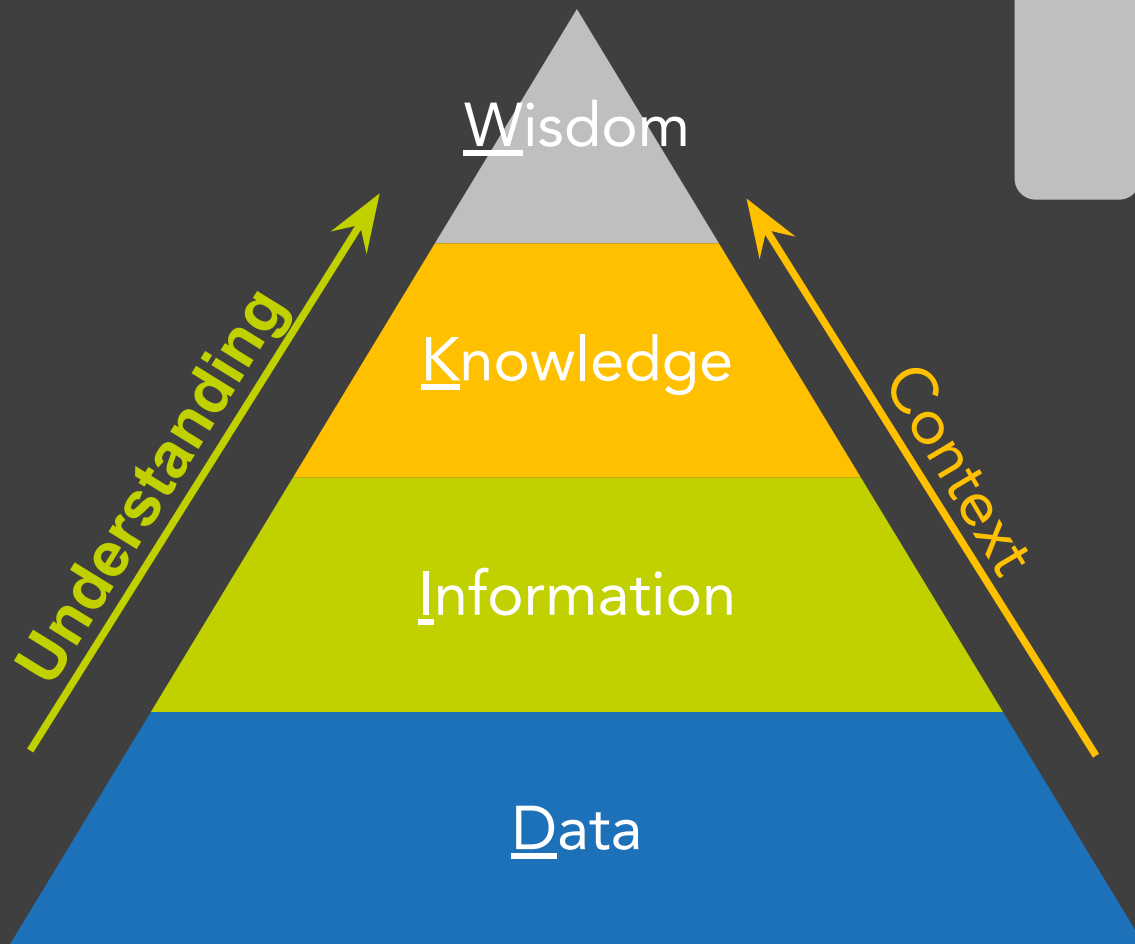 Wisdom
Understanding
Knowledge
Context
Information
Data